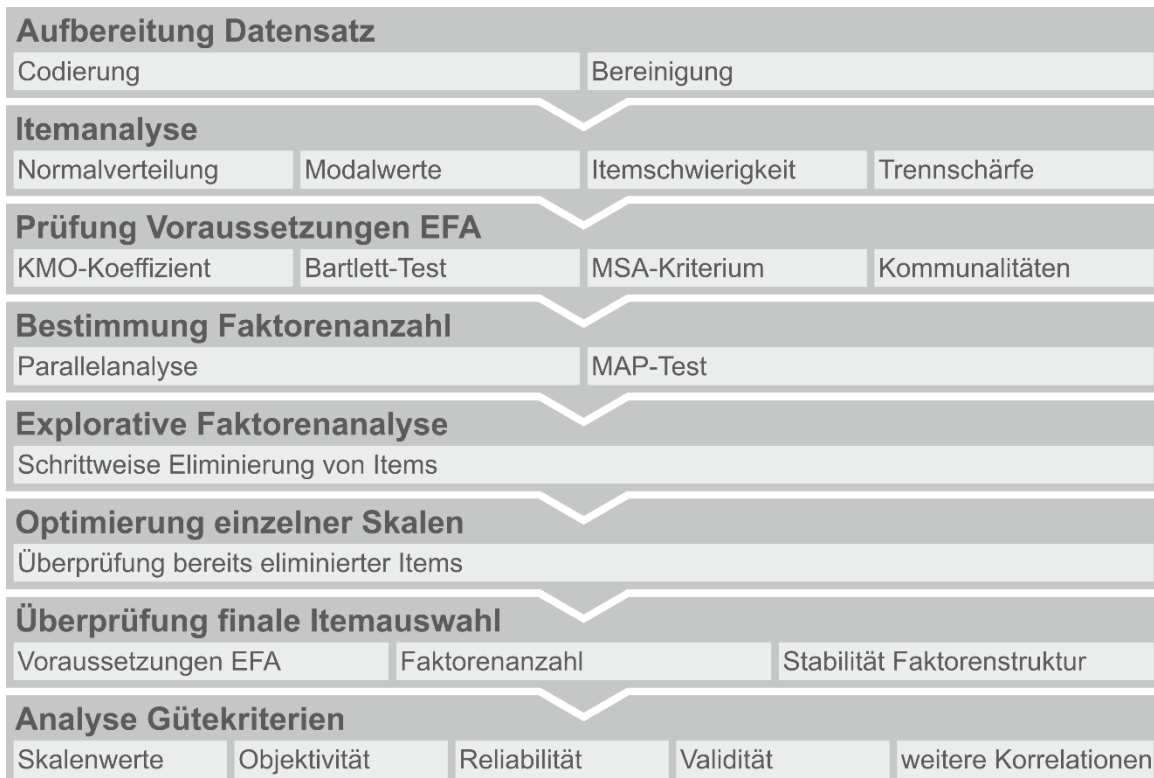 Aufbereitung Datensatz
Codierung Bereinigung
Itemanalyse
Normalverteilung Modalwerte Itemschwierigkeit Trennschärfe
Prüfung Voraussetzungen EFA
KMO-Koeffizient Bartlett-Test MSA-Kriterium Kommunalitäten
Bestimmung Faktorenanzahl
Parallelanalyse MAP-Test
Explorative Faktorenanalyse
Schrittweise Eliminierung von Items
Optimierung einzelner Skalen
Überprüfung bereits eliminierter Items
Überprüfung finale Itemauswahl
Voraussetzungen EFA Faktorenanzahl Stabilität Faktorenstruktur
Analyse Gütekriterien
Skalenwerte Objektivität Reliabilität Validität weitere Korrelationen